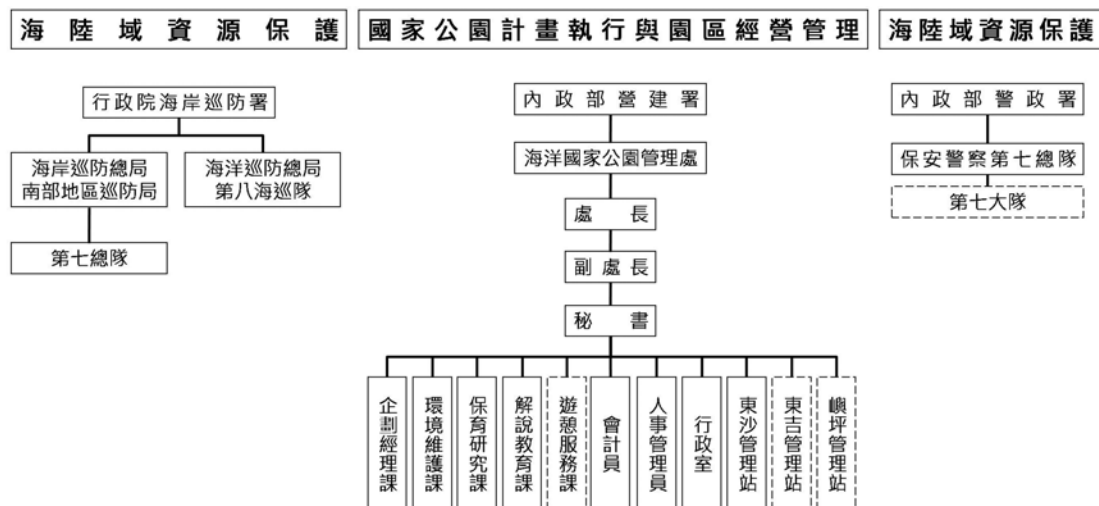 海陸域資源保護
國家公園計畫執行與園區經營管理
海陸域資源保護
行政院海岸巡防署
海岸巡防總局
南部地區巡防局
海洋巡防總局
第八海巡隊
第七總隊
內政部營建署
海洋國家公園管理處
處長
副處長
秘書
企劃經理課
環境維護課
保育研究課
解說教育課
遊憩服務課
會計員
人事管理員
行政室
東沙管理站
東吉管理站
嶼坪管理站
內政部警政署
保安警察第七總隊
第七大隊